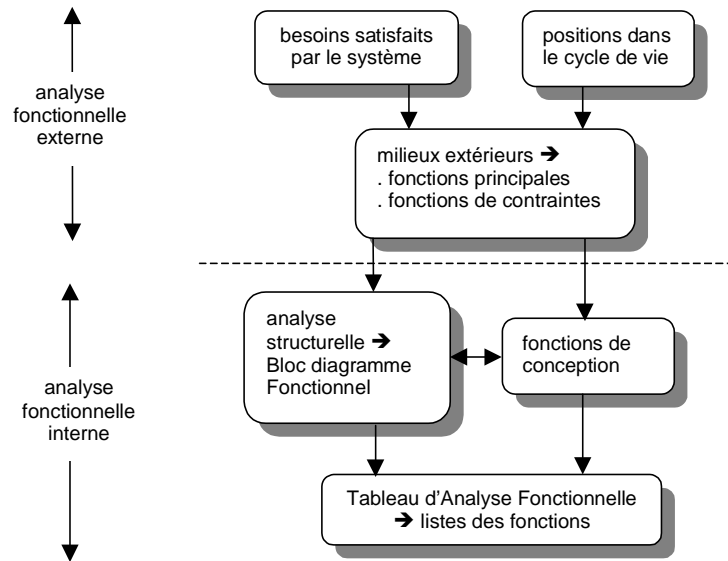 besoins satisfaits
par le système
positions dans
le cycle de vie
analyse
fonctionnelle
externe
milieux extérieurs ➔
. fonctions principales
. fonctions de contraintes
analyse
structurelle ➔
Bloc diagramme
Fonctionnel
fonctions de
conception
analyse
fonctionnelle
interne
Tableau d'Analyse Fonctionnelle
➔ listes des fonctions